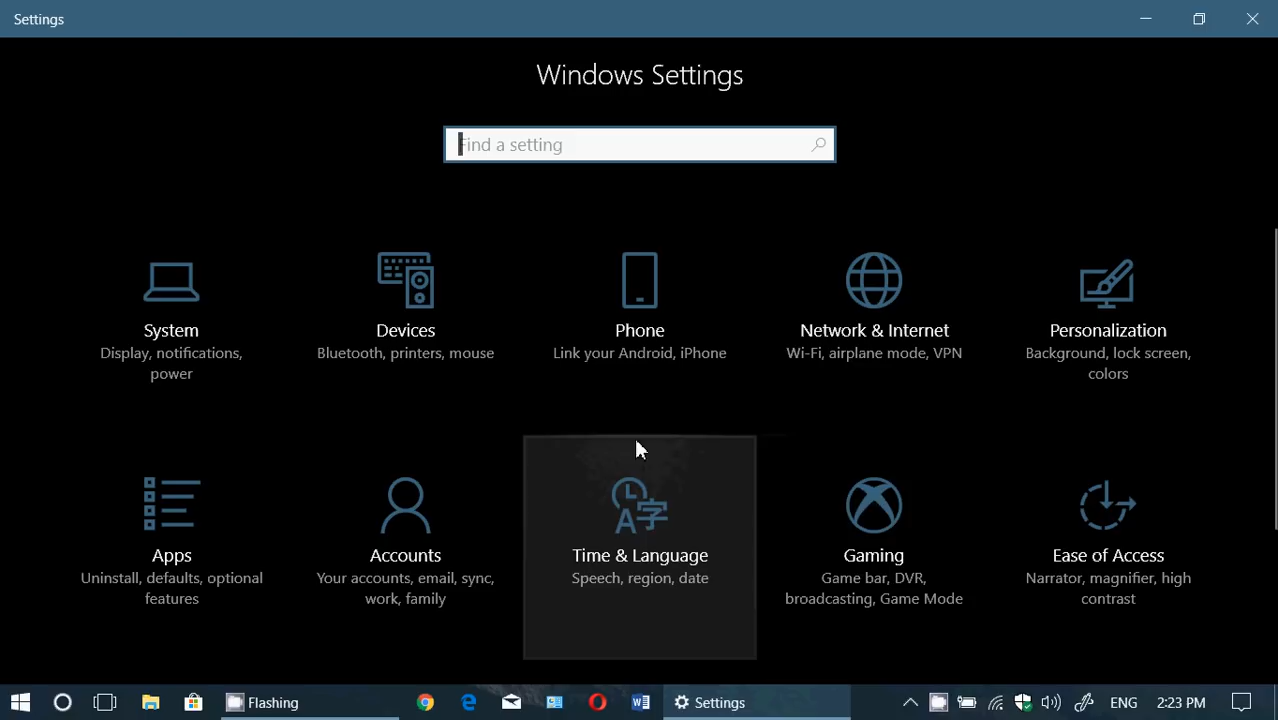 Settings
Windows Settings
Find a setting
System
Display, notifications,
power
Devices
Bluetooth, printers, mouse
Phone
Link your Android, iPhone
Network & Internet
Wi-Fi, airplane mode, VPN
Personalization
Background, lock screen,
colors
Apps
Uninstall, defaults, optional
features
Accounts
Your accounts, email, sync,
work, family
A字
Time & Language
Speech, region, date
Gaming
Game bar, DVR,
broadcasting, Game Mode
Ease of Access
Narrator, magnifier, high
contrast
Flashing
Settings
ENG
2:23 PM